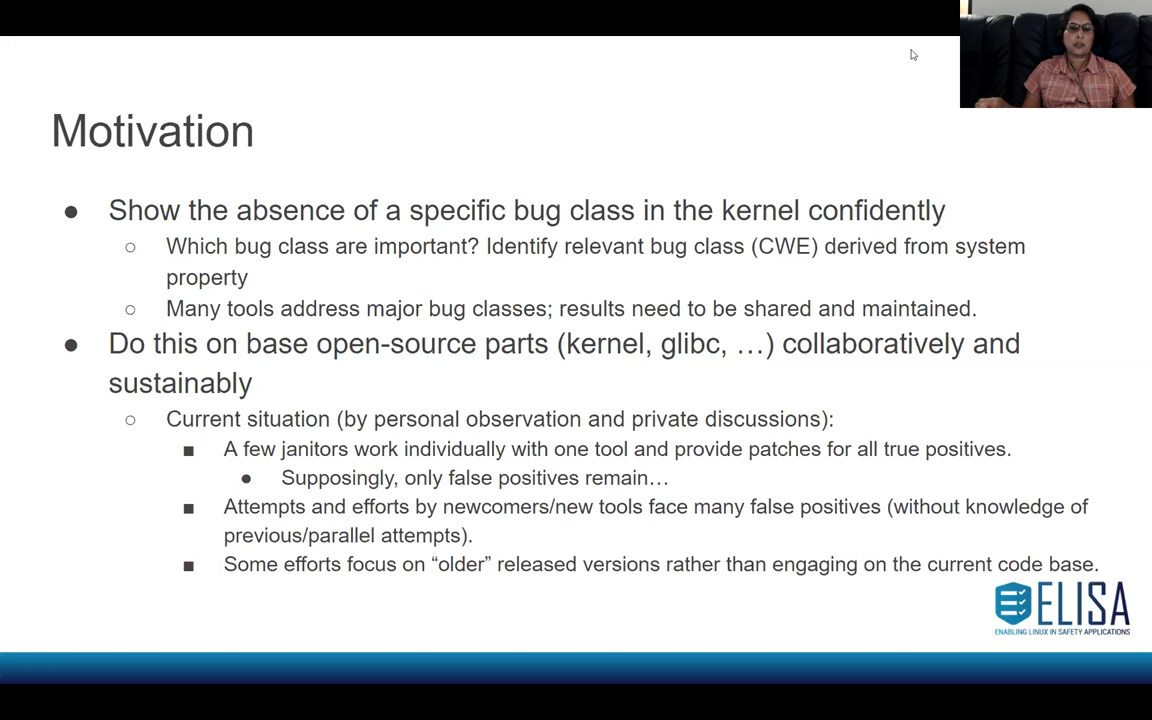 Motivation
● Show the absence of a specific bug class in the kernel confidently
○ Which bug class are important? Identify relevant bug class (CWE) derived from system
property
○ Many tools address major bug classes; results need to be shared and maintained.
● Do this on base open-source parts (kernel, glibc, …) collaboratively and
sustainably
○ Current situation (by personal observation and private discussions):
■ A few janitors work individually with one tool and provide patches for all true positives.
● Supposingly, only false positives remain…
■ Attempts and efforts by newcomers/new tools face many false positives (without knowledge of
previous/parallel attempts).
■ Some efforts focus on “older” released versions rather than engaging on the current code base.
ELISA
ENABLING LINUX IN SAFETY APPLICATIONS